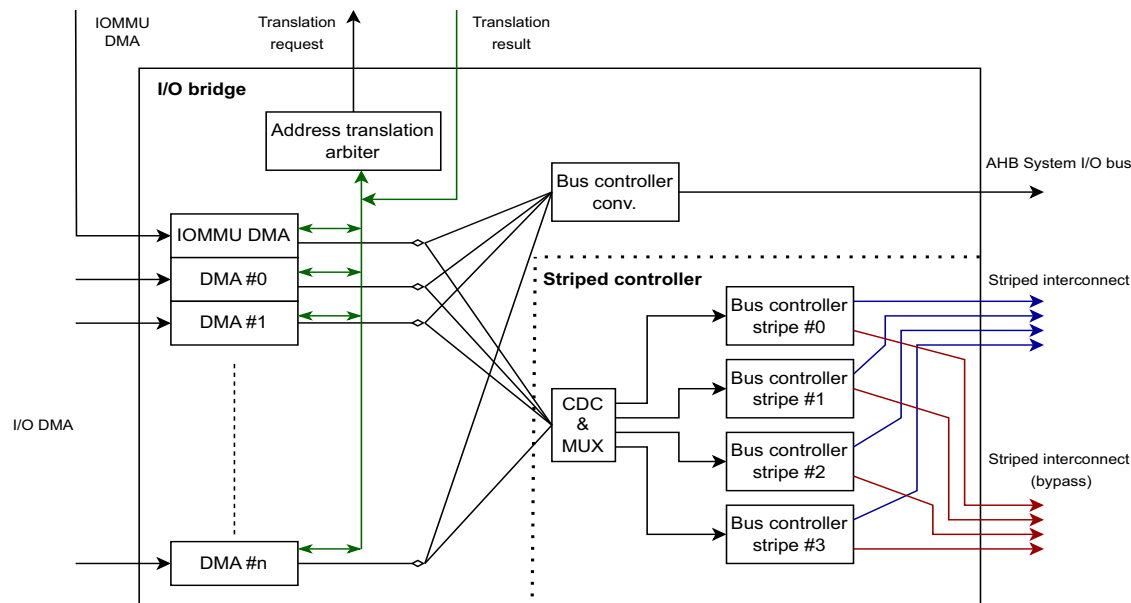 IOMMU
DMA
Translation
request
Translation
result
I/O bridge
Address translation
arbiter
Bus controller
conv.
AHB System I/O bus
IOMMU DMA
DMA #0
DMA #1
Striped controller
Striped interconnect
Bus controller
stripe #0
Bus controller
stripe #1
CDC
&
MUX
I/O DMA
Bus controller
stripe #2
Striped interconnect
(bypass)
Bus controller
stripe #3
DMA #n